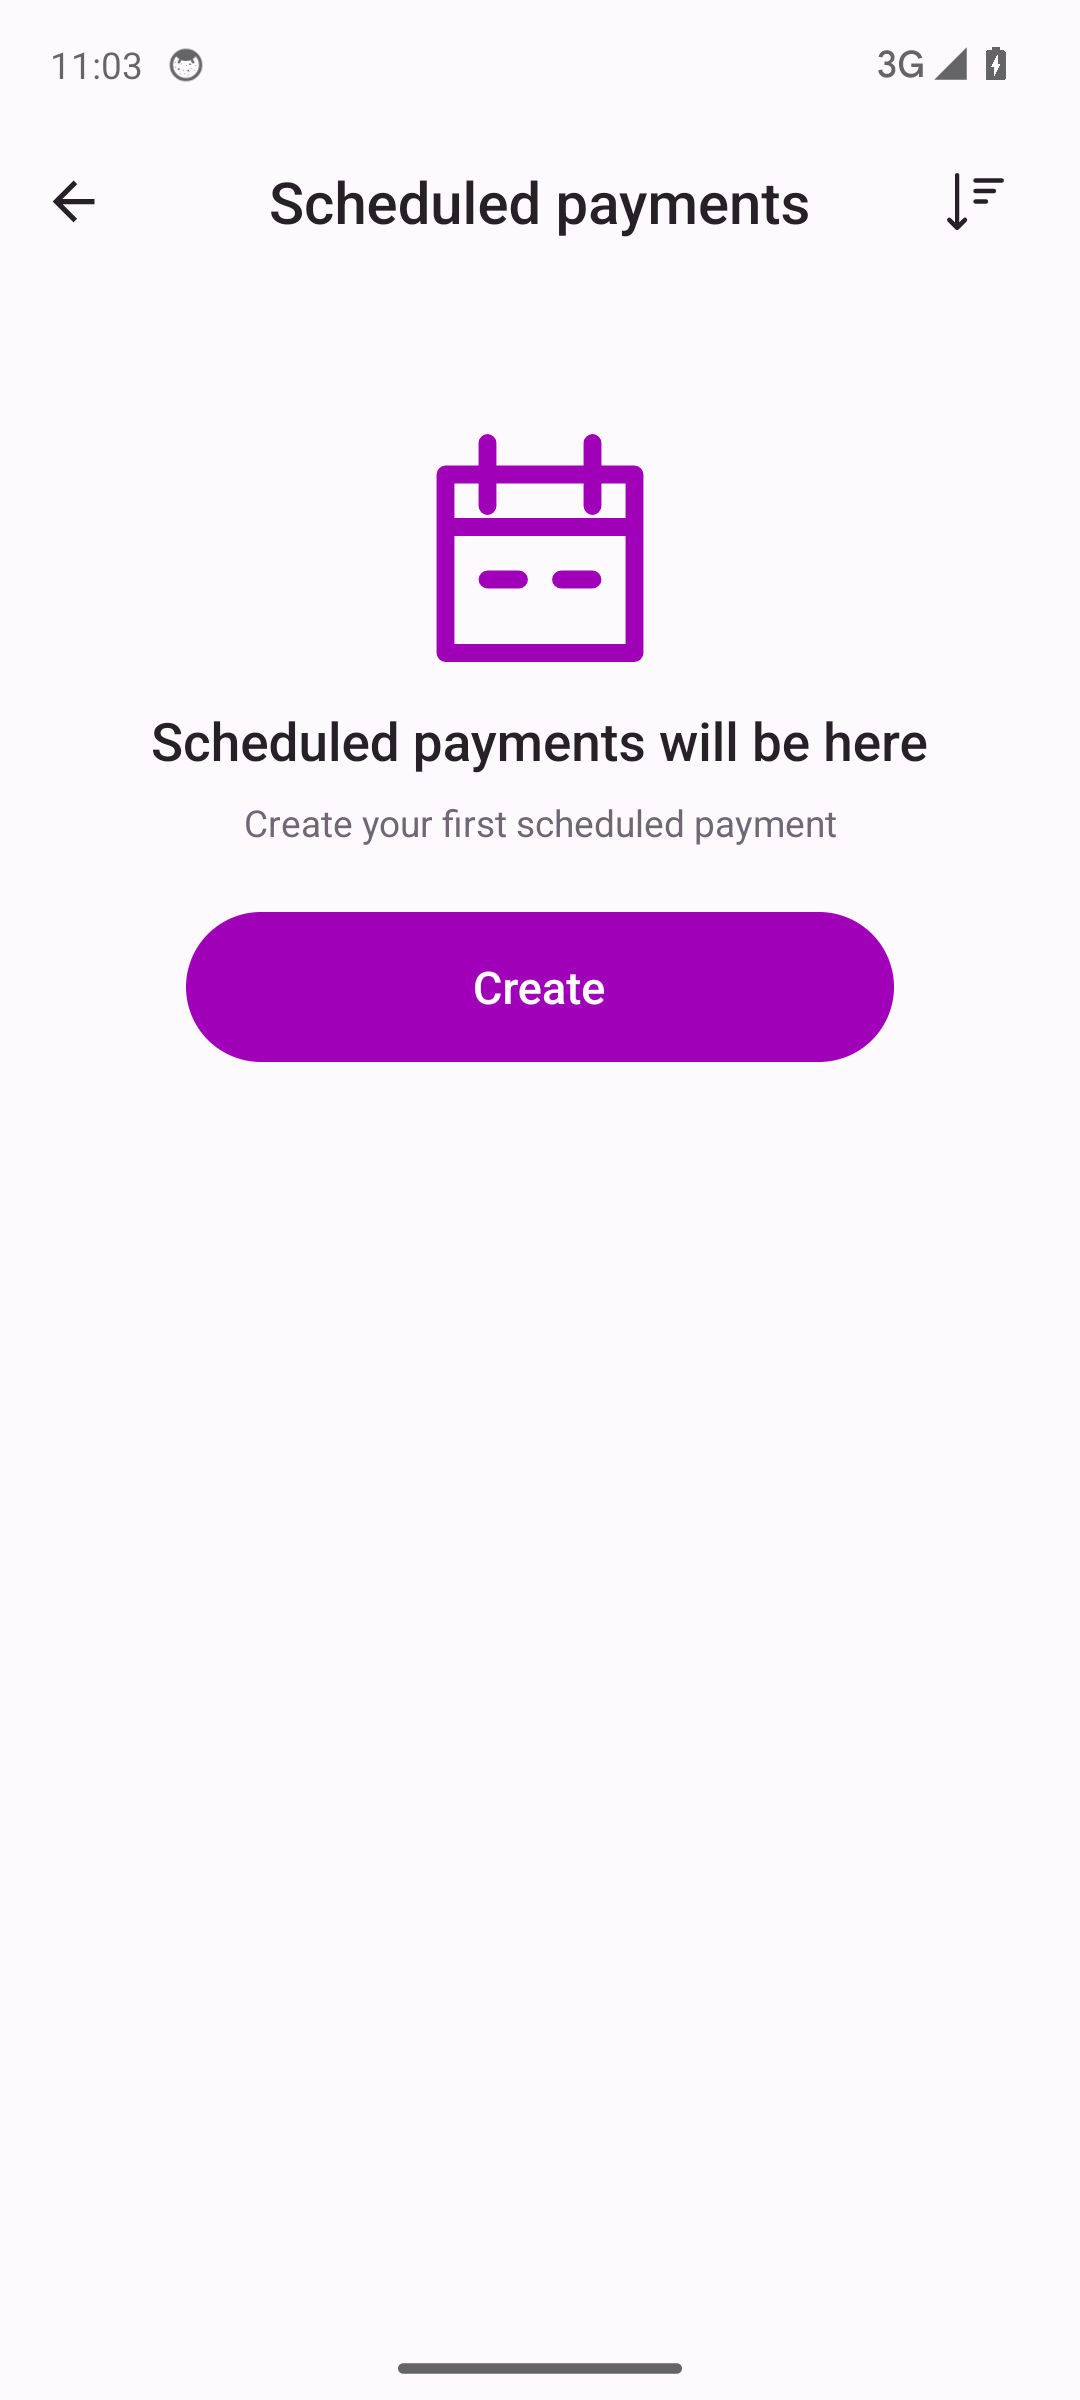 11:03
3G
Scheduled payments
Scheduled payments will be here
Create your first scheduled payment
Create